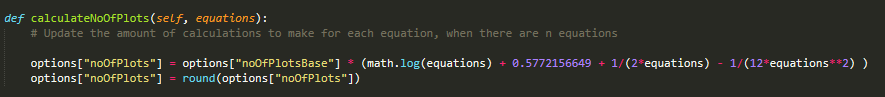 def calculateNoOfPlots(self, equations):
# Update the amount of calculations to make for each equation, when there are n equations
options["noOfPlots"] = options["noOfPlotsBase"] * (math.log(equations) + 0.5772156649 + 1/(2*equations) - 1/(12*equations**2) )
options["noOfPlots"] = round(options["noOfPlots"])